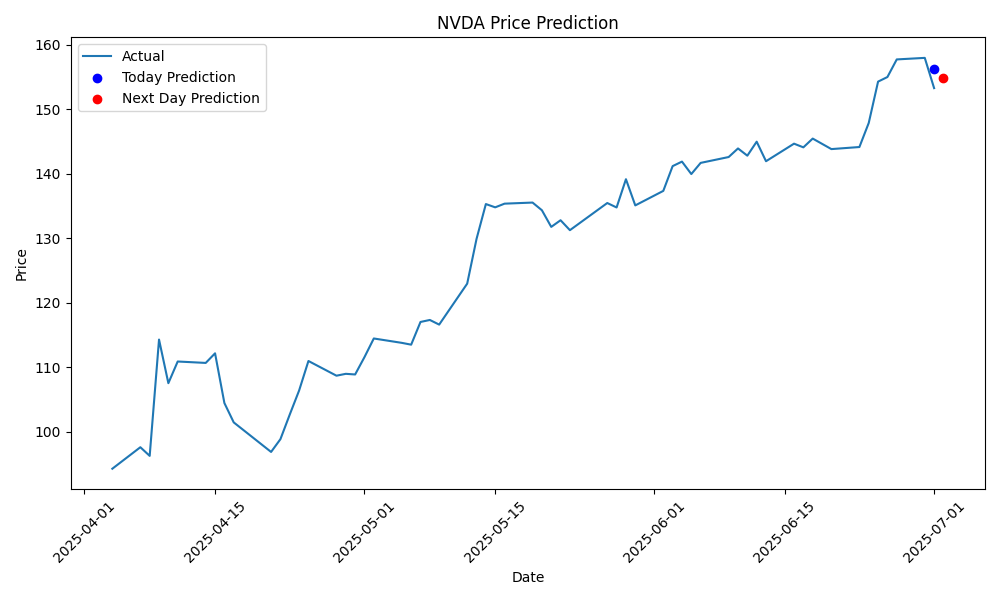 NVDA Price Prediction
Actual
Today Prediction
Next Day Prediction
Price
160
150
140
130
120
110
100
2025-04-01
2025-04-15
2025-05-01
2025-05-15
2025-06-01
2025-06-15
2025-07-01
Date